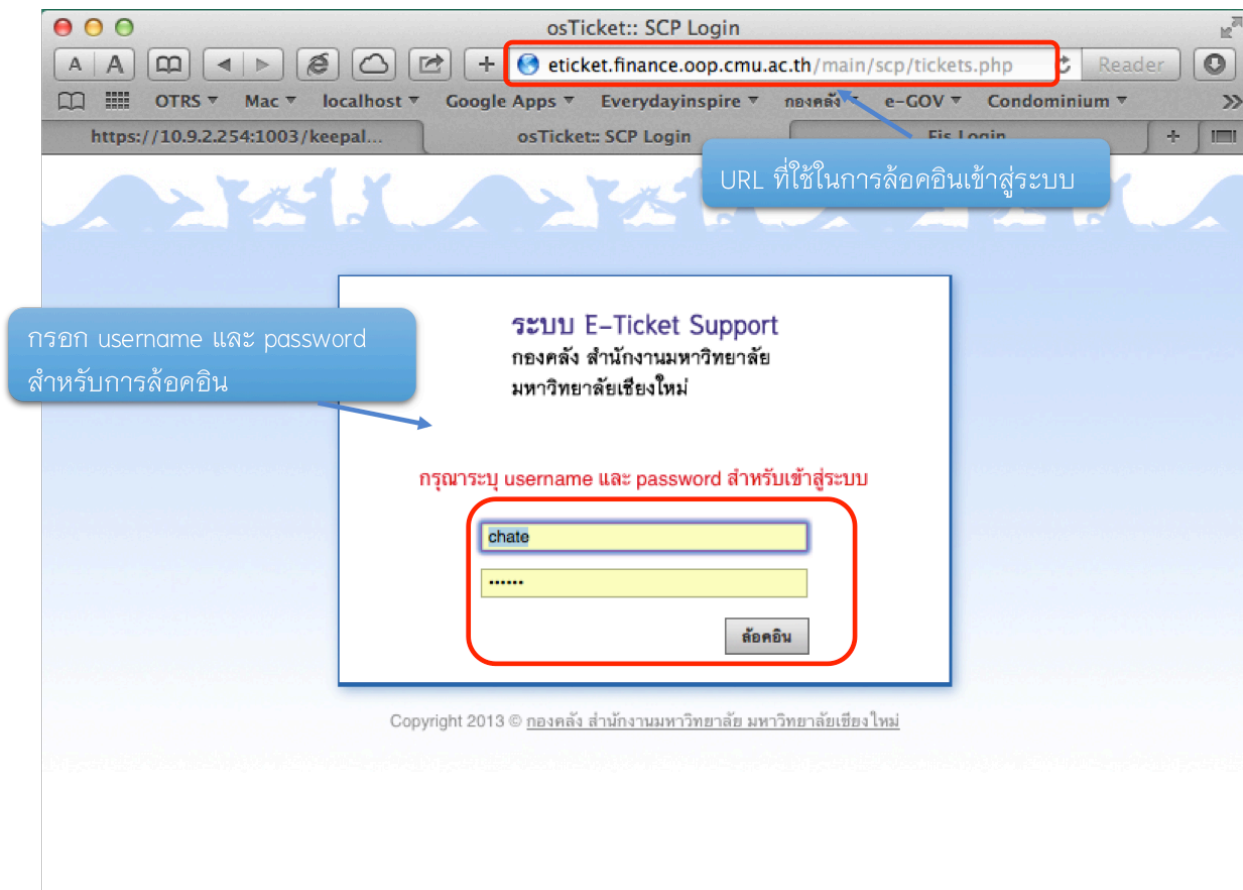 osTicket:: SCP Login
A A
eticket.finance.oop.cmu.ac.th/main/scp/tickets.php
Reader
OTRS Mac localhost Google Apps Everydayinspire กองคลัง e-GOV Condominium
https://10.9.2.254:1003/keepal... osTicket:: SCP Login Fis Login
URL ที่ใช้ในการล้อคอินเข้าสู่ระบบ
ระบบ E-Ticket Support
กองคลัง สำนักงานมหาวิทยาลัย
มหาวิทยาลัยเชียงใหม่
กรอก username และ password
สำหรับการล้อคอิน
กรุณาระบุ username และ password สำหรับเข้าสู่ระบบ
chate
••••••
ล้อคอิน
Copyright 2013 © กองคลัง สำนักงานมหาวิทยาลัย มหาวิทยาลัยเชียงใหม่